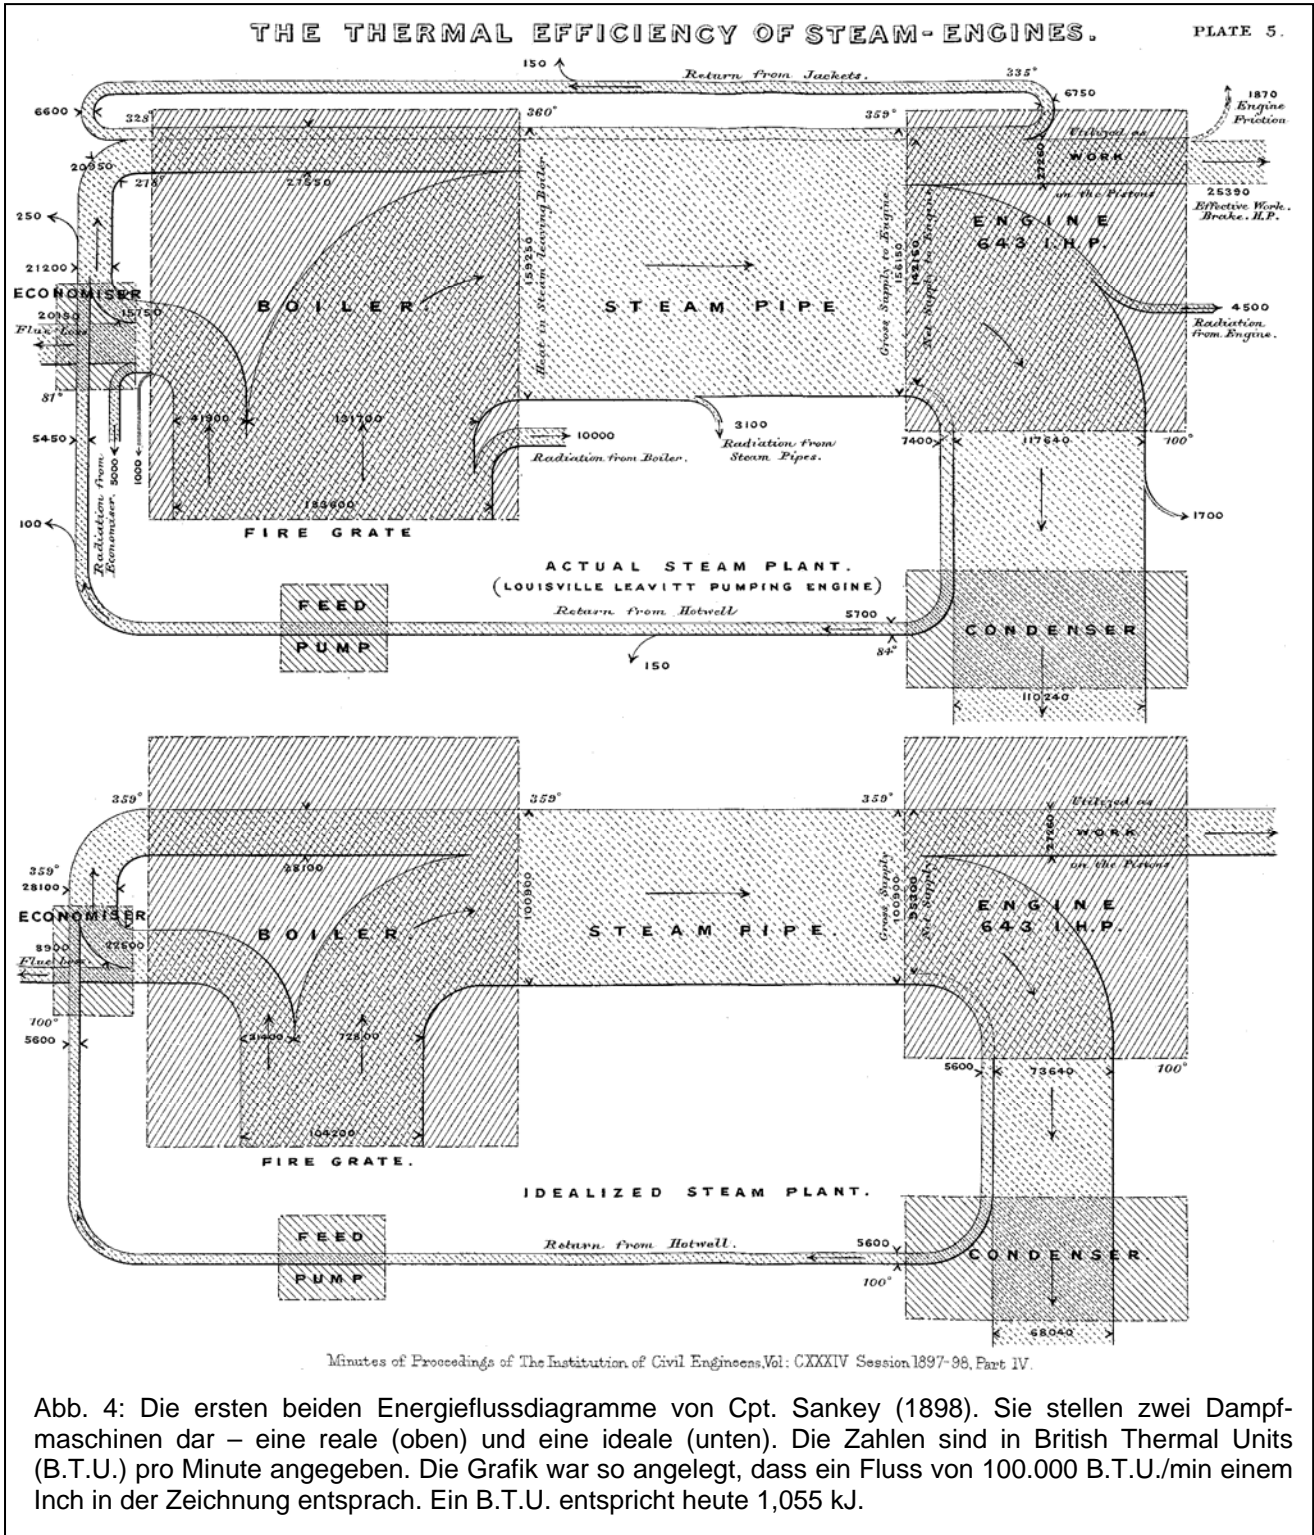 THE THERMAL EFFICIENCY OF STEAM-ENGINES.
PLATE 5.
150
Return from Jackets.
335°
6600
6750
1870
Engine
Friction
328°
360°
359°
Utilized as
WORK
27260
on the Pistons
20950
278°
27550
25390
Effective Work.
Brake. H.P.
250
21200
ECONOMISER
20150
15750
Flue Loss
BOILER.
Heat in Steam leaving Boiler
159250
STEAM PIPE
Gross Supply to Engine
156150
Net Supply to Engine
142150
ENGINE
643 I.H.P.
4500
Radiation
from Engine.
81°
5450
41900
131700
10000
Radiation from Boiler.
3100
Radiation from
Steam Pipes.
7400
117640
700°
Radiation from
Economiser.
5000
1000
100
1700
FIRE GRATE
ACTUAL STEAM PLANT.
(LOUISVILLE LEAVITT PUMPING ENGINE)
FEED
PUMP
Return from Hotwell
5700
84°
150
CONDENSER
110240
359°
359°
359°
Utilized as
WORK
27260
on the Pistons
28100
359°
28100
ECONOMISER
8900
22500
Flue Loss.
BOILER.
100900
STEAM PIPE.
Gross Supply
100900
Net Supply
95300
ENGINE
643 I.H.P.
100°
5600
31400
72800
5600
73640
100°
104200
FIRE GRATE.
IDEALIZED STEAM PLANT.
FEED
PUMP
Return from Hotwell.
5600
100°
CONDENSER.
68040
Minutes of Proceedings of The Institution of Civil Engineers, Vol: CXXXIV Session 1897-98, Part IV.
Abb. 4: Die ersten beiden Energieflussdiagramme von Cpt. Sankey (1898). Sie stellen zwei Dampf-
maschinen dar – eine reale (oben) und eine ideale (unten). Die Zahlen sind in British Thermal Units
(B.T.U.) pro Minute angegeben. Die Grafik war so angelegt, dass ein Fluss von 100.000 B.T.U./min einem
Inch in der Zeichnung entsprach. Ein B.T.U. entspricht heute 1,055 kJ.